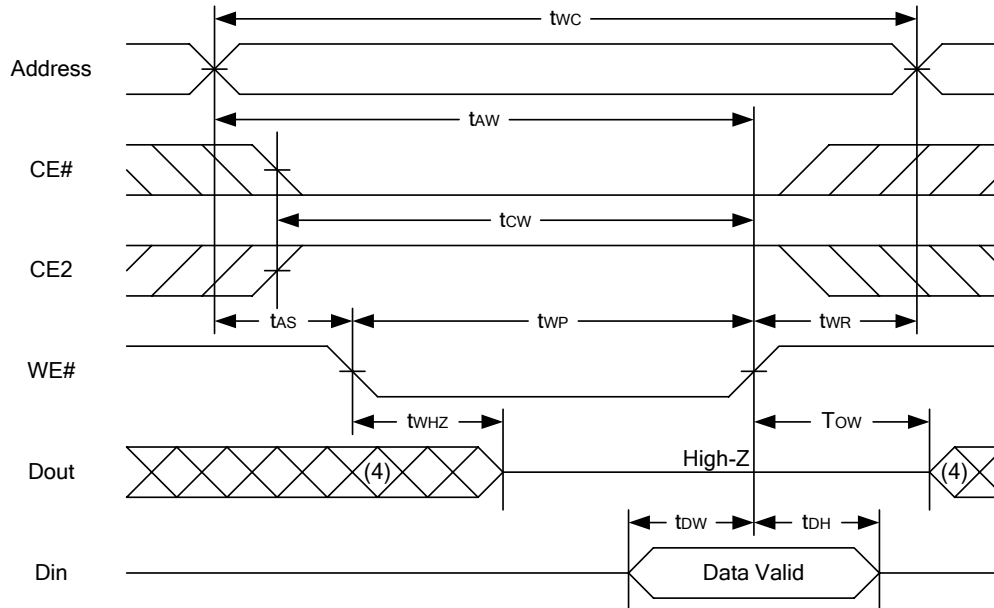 tWC
Address
tAW
CE#
tCW
CE2
tAS tWP tWR
WE#
tWHZ TOW
Dout (4) High-Z (4)
tDW tDH
Din Data Valid